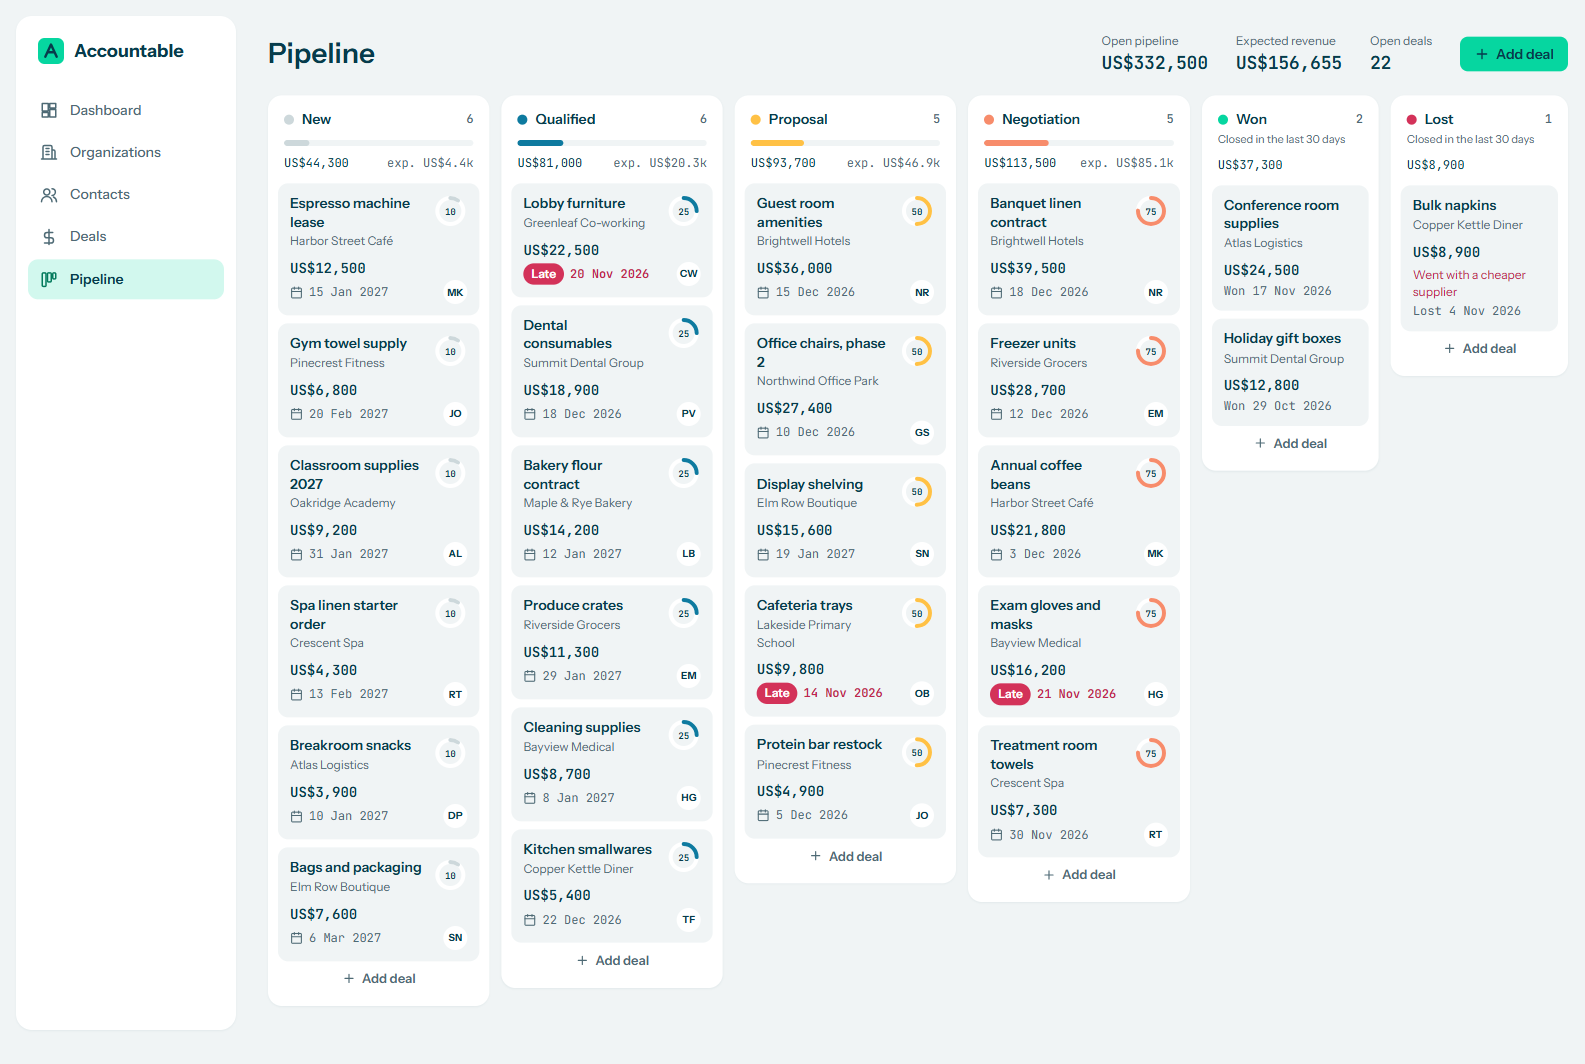 Accountable
Dashboard
Organizations
Contacts
Deals
Pipeline
Pipeline
Open pipeline
US$332,500
Expected revenue
US$156,655
Open deals
22
+ Add deal
New 6
US$44,300 exp. US$4.4k
Espresso machine
lease
10
Harbor Street Café
US$12,500
15 Jan 2027 MK
Gym towel supply
10
Pinecrest Fitness
US$6,800
20 Feb 2027 JO
Classroom supplies
2027
10
Oakridge Academy
US$9,200
31 Jan 2027 AL
Spa linen starter
order
10
Crescent Spa
US$4,300
13 Feb 2027 RT
Breakroom snacks
10
Atlas Logistics
US$3,900
10 Jan 2027 DP
Bags and packaging
10
Elm Row Boutique
US$7,600
6 Mar 2027 SN
+ Add deal
Qualified 6
US$81,000 exp. US$20.3k
Lobby furniture
25
Greenleaf Co-working
US$22,500
Late 20 Nov 2026 CW
Dental
consumables
25
Summit Dental Group
US$18,900
18 Dec 2026 PV
Bakery flour
contract
25
Maple & Rye Bakery
US$14,200
12 Jan 2027 LB
Produce crates
25
Riverside Grocers
US$11,300
29 Jan 2027 EM
Cleaning supplies
25
Bayview Medical
US$8,700
8 Jan 2027 HG
Kitchen smallwares
25
Copper Kettle Diner
US$5,400
22 Dec 2026 TF
+ Add deal
Proposal 5
US$93,700 exp. US$46.9k
Guest room
amenities
50
Brightwell Hotels
US$36,000
15 Dec 2026 NR
Office chairs, phase
2
50
Northwind Office Park
US$27,400
10 Dec 2026 GS
Display shelving
50
Elm Row Boutique
US$15,600
19 Jan 2027 SN
Cafeteria trays
50
Lakeside Primary
School
US$9,800
Late 14 Nov 2026 OB
Protein bar restock
50
Pinecrest Fitness
US$4,900
5 Dec 2026 JO
+ Add deal
Negotiation 5
US$113,500 exp. US$85.1k
Banquet linen
contract
75
Brightwell Hotels
US$39,500
18 Dec 2026 NR
Freezer units
75
Riverside Grocers
US$28,700
12 Dec 2026 EM
Annual coffee
beans
75
Harbor Street Café
US$21,800
3 Dec 2026 MK
Exam gloves and
masks
75
Bayview Medical
US$16,200
Late 21 Nov 2026 HG
Treatment room
towels
75
Crescent Spa
US$7,300
30 Nov 2026 RT
+ Add deal
Won 2
Closed in the last 30 days
US$37,300
Conference room
supplies
Atlas Logistics
US$24,500
Won 17 Nov 2026
Holiday gift boxes
Summit Dental Group
US$12,800
Won 29 Oct 2026
+ Add deal
Lost 1
Closed in the last 30 days
US$8,900
Bulk napkins
Copper Kettle Diner
US$8,900
Went with a cheaper
supplier
Lost 4 Nov 2026
+ Add deal